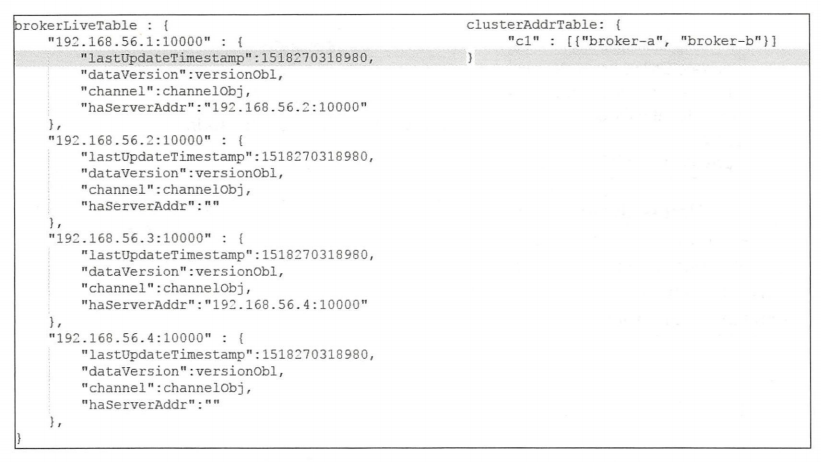 brokerLiveTable : {
"192.168.56.1:10000" : {
"lastUpdateTimestamp":1518270318980,
"dataVersion":versionObl,
"channel":channelObj,
"haServerAddr":"192.168.56.2:10000"
},
"192.168.56.2:10000" : {
"lastUpdateTimestamp":1518270318980,
"dataVersion":versionObl,
"channel":channelObj,
"haServerAddr":""
},
"192.168.56.3:10000" : {
"lastUpdateTimestamp":1518270318980,
"dataVersion":versionObl,
"channel":channelObj,
"haServerAddr":"192.168.56.4:10000"
},
"192.168.56.4:10000" : {
"lastUpdateTimestamp":1518270318980,
"dataVersion":versionObl,
"channel":channelObj,
"haServerAddr":""
},
}
clusterAddrTable: {
"c1" : [{"broker-a", "broker-b"}]
}